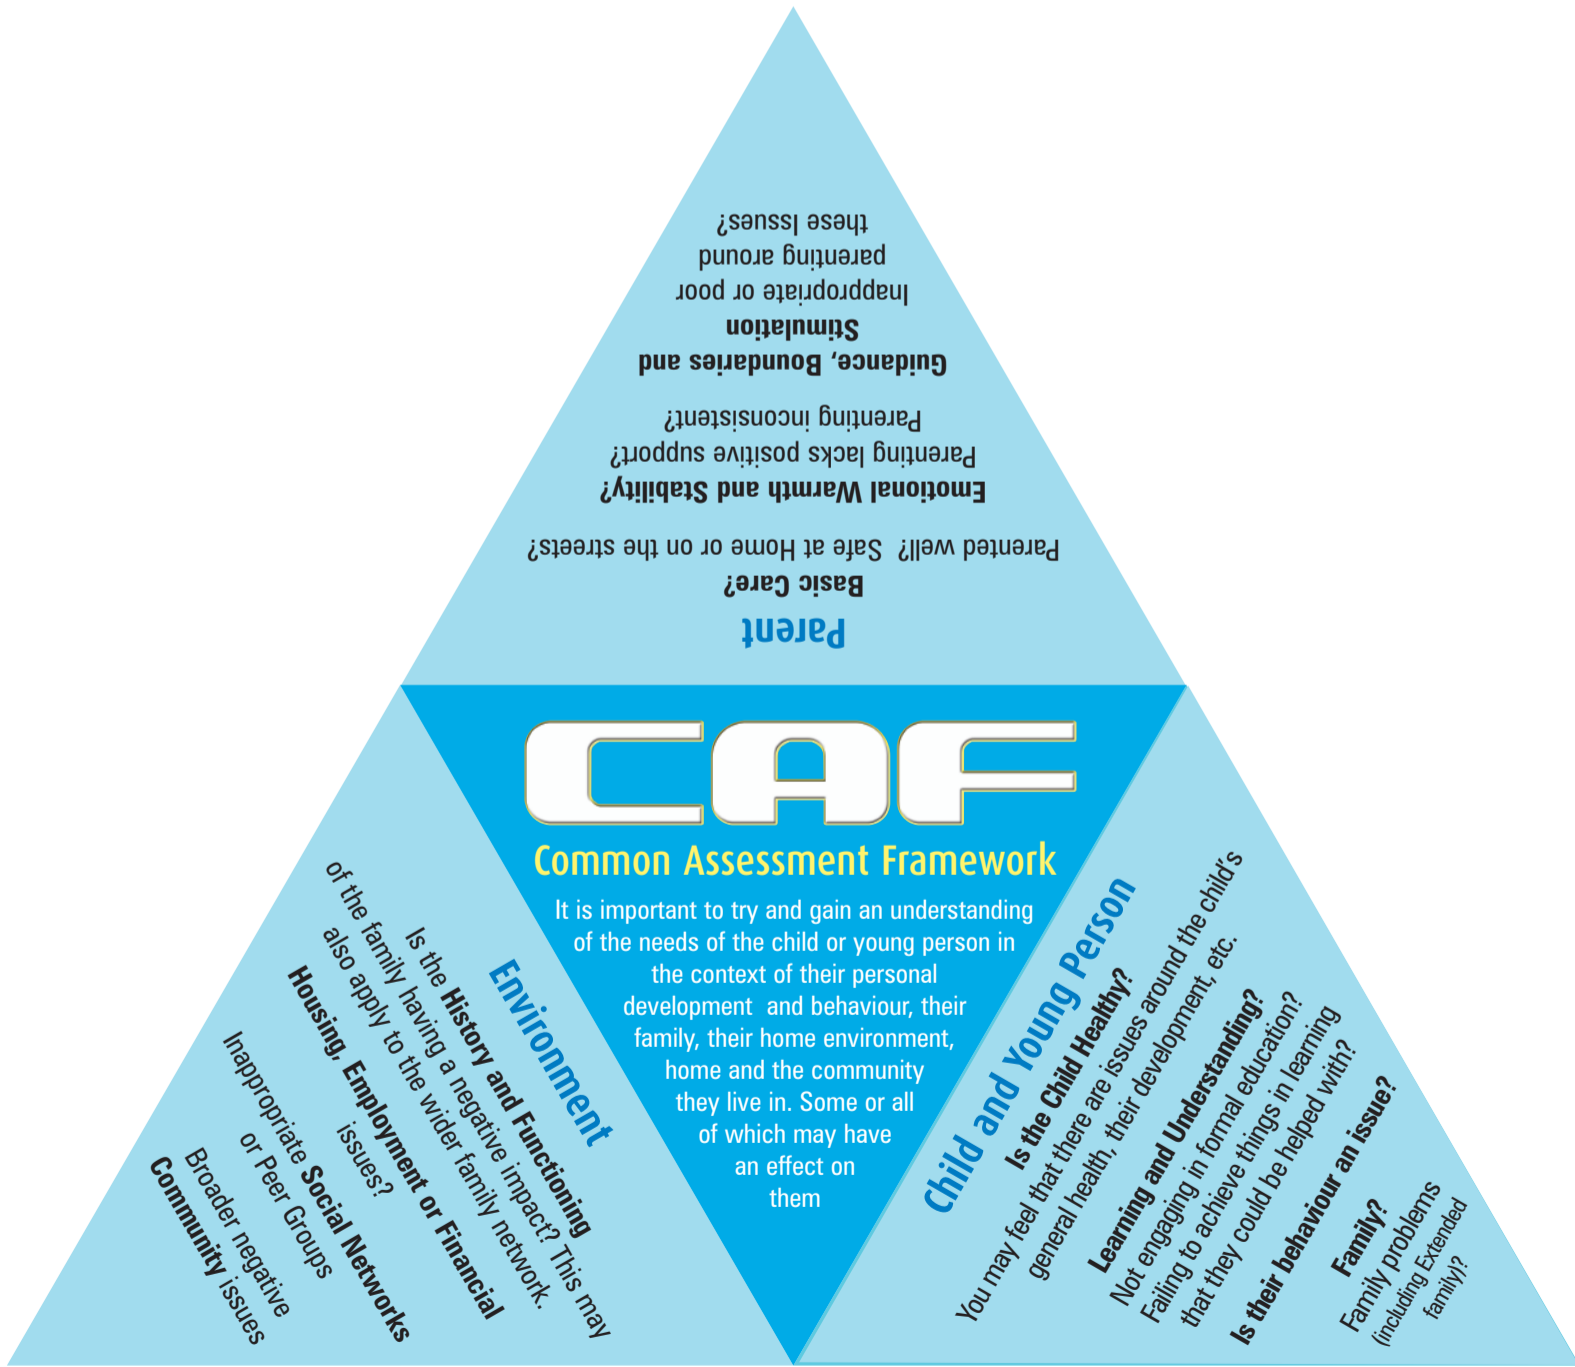 CAF
Common Assessment Framework
It is important to try and gain an understanding
of the needs of the child or young person in
the context of their personal
development and behaviour, their
family, their home environment,
home and the community
they live in. Some or all
of which may have
an effect on
them
Parent
Basic Care?
Parented well? Safe at Home or on the streets?
Emotional Warmth and Stability?
Parenting lacks positive support?
Parenting inconsistent?
Guidance, Boundaries and
Stimulation
Inappropriate or poor
parenting around
these Issues?
Environment
Is the History and Functioning
of the family having a negative impact? This may
also apply to the wider family network.
Housing, Employment or Financial
issues?
Inappropriate Social Networks
or Peer Groups
Broader negative
Community issues
Child and Young Person
Is the Child Healthy?
You may feel that there are issues around the child's
general health, their development, etc.
Learning and Understanding?
Not engaging in formal education?
Failing to achieve things in learning
that they could be helped with?
Is their behaviour an issue?
Family?
Family problems
(including Extended
family)?